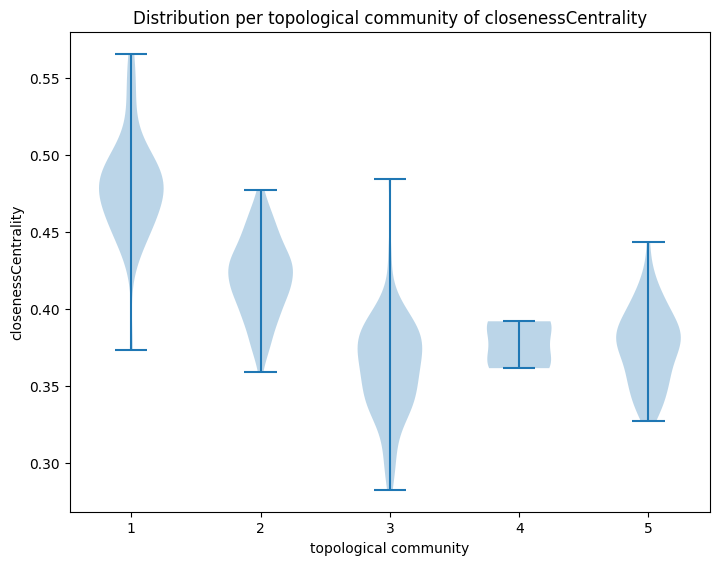 Distribution per topological community of closenessCentrality
closenessCentrality
0.55
0.50
0.45
0.40
0.35
0.30
1 2 3 4 5
topological community